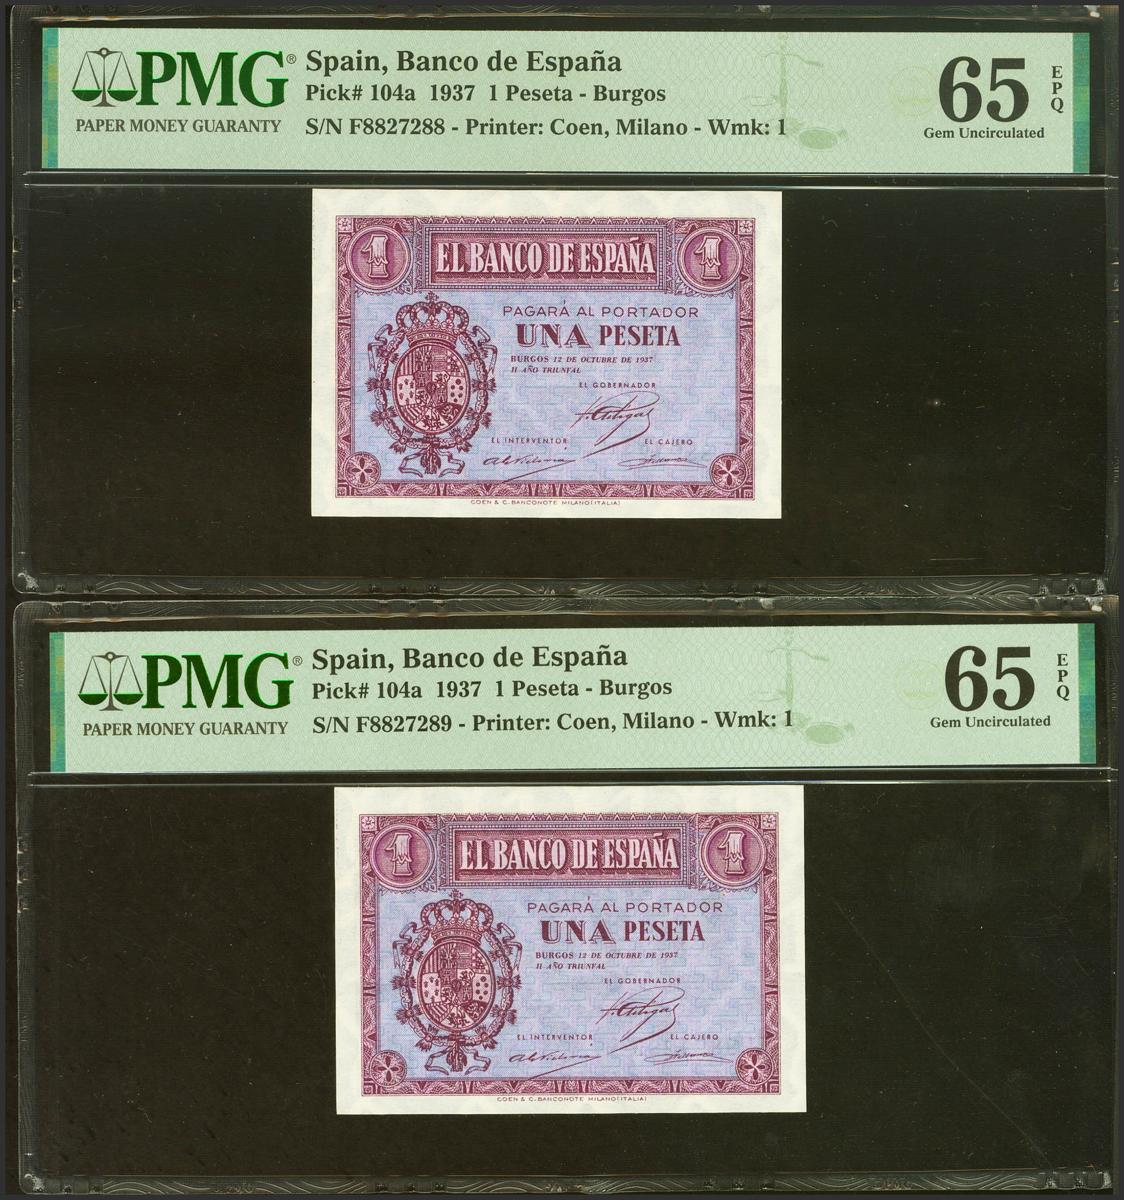 PMG®
PAPER MONEY GUARANTY
Spain, Banco de España
Pick# 104a 1937 1 Peseta - Burgos
S/N F8827288 - Printer: Coen, Milano - Wmk: 1
65 EPQ
Gem Uncirculated
1 EL BANCO DE ESPAÑA 1
PAGARÁ AL PORTADOR
UNA PESETA
BURGOS 12 DE OCTUBRE DE 1937
II AÑO TRIUNFAL
EL GOBERNADOR
EL INTERVENTOR EL CAJERO
COEN & C. BANCONOTE MILANO (ITALIA)
PMG®
PAPER MONEY GUARANTY
Spain, Banco de España
Pick# 104a 1937 1 Peseta - Burgos
S/N F8827289 - Printer: Coen, Milano - Wmk: 1
65 EPQ
Gem Uncirculated
1 EL BANCO DE ESPAÑA 1
PAGARÁ AL PORTADOR
UNA PESETA
BURGOS 12 DE OCTUBRE DE 1937
II AÑO TRIUNFAL
EL GOBERNADOR
EL INTERVENTOR EL CAJERO
COEN & C. BANCONOTE MILANO (ITALIA)